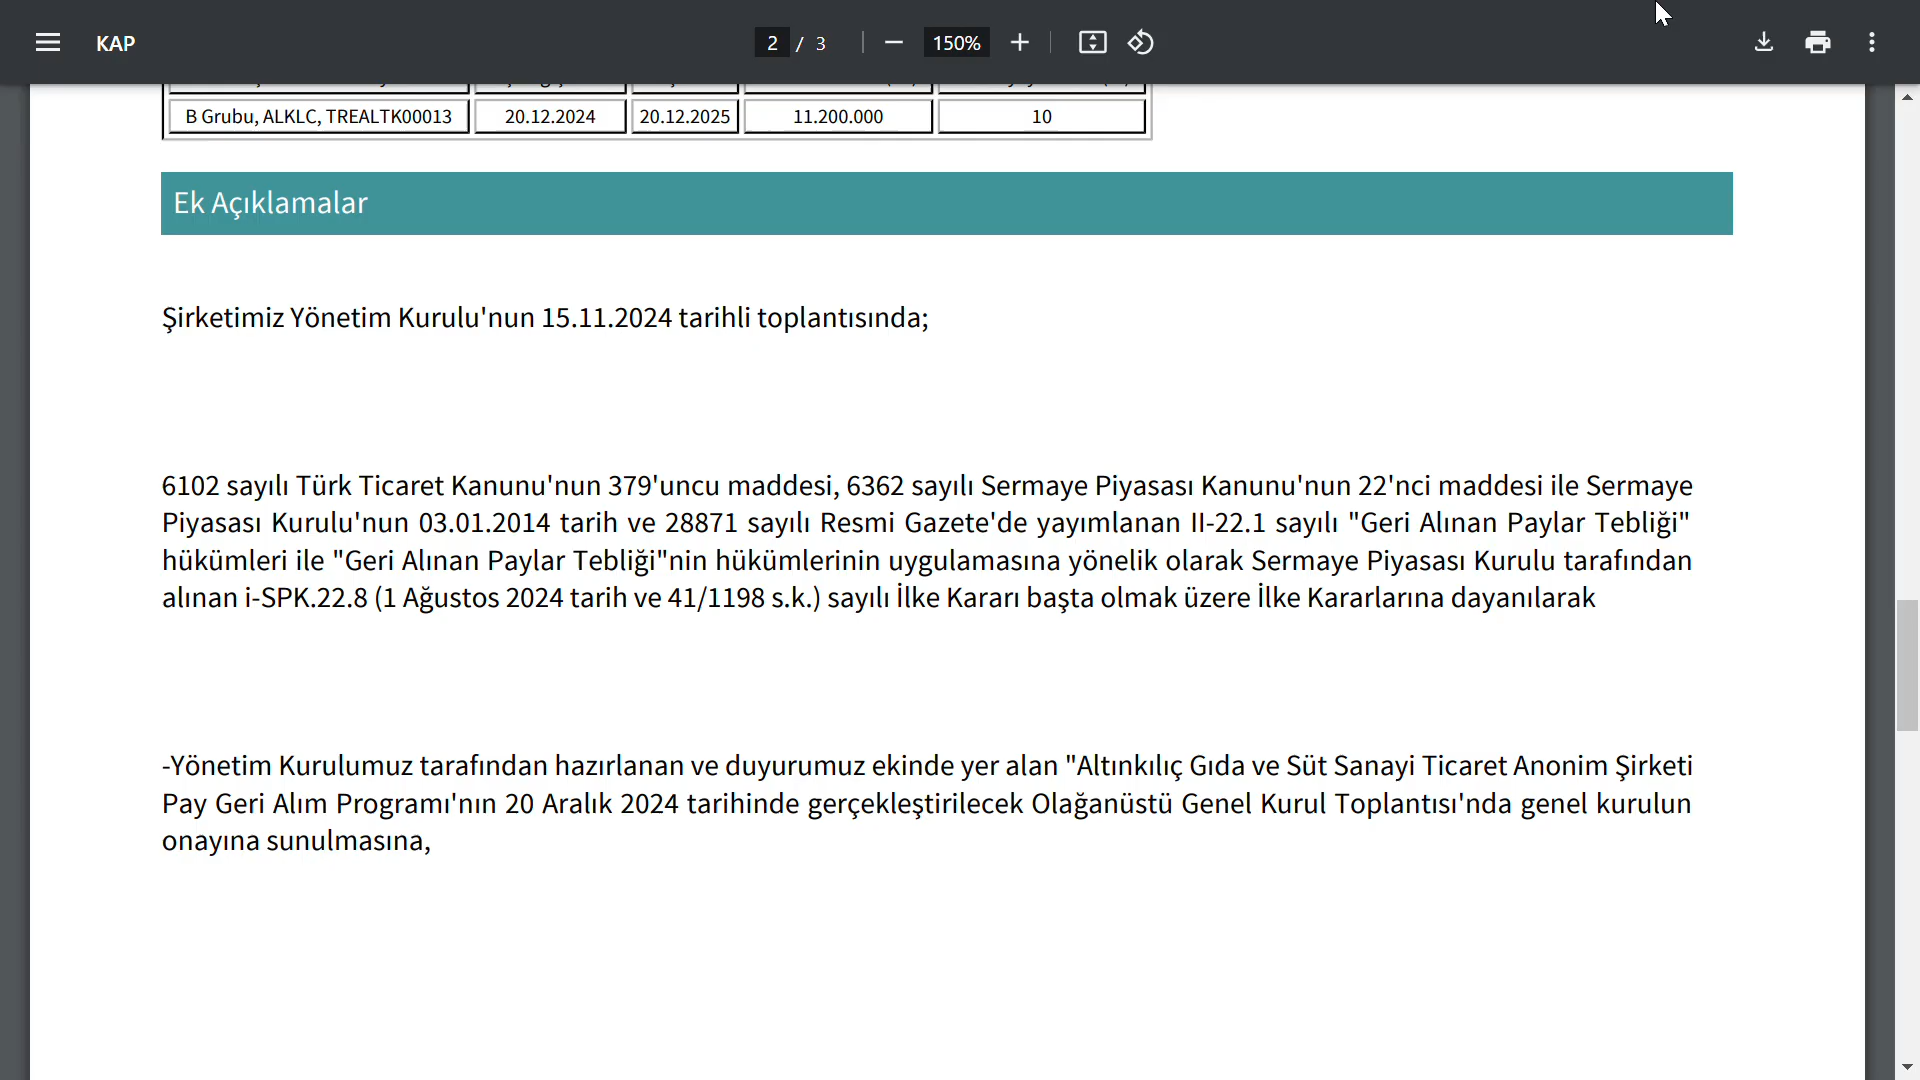 KAP
2 / 3
150%
B Grubu, ALKLC, TREALTK00013 20.12.2024 20.12.2025 11.200.000 10
Ek Açıklamalar
Şirketimiz Yönetim Kurulu'nun 15.11.2024 tarihli toplantısında;
6102 sayılı Türk Ticaret Kanunu'nun 379'uncu maddesi, 6362 sayılı Sermaye Piyasası Kanunu'nun 22'nci maddesi ile Sermaye
Piyasası Kurulu'nun 03.01.2014 tarih ve 28871 sayılı Resmi Gazete'de yayımlanan II-22.1 sayılı "Geri Alınan Paylar Tebliği"
hükümleri ile "Geri Alınan Paylar Tebliği"nin hükümlerinin uygulamasına yönelik olarak Sermaye Piyasası Kurulu tarafından
alınan i-SPK.22.8 (1 Ağustos 2024 tarih ve 41/1198 s.k.) sayılı İlke Kararı başta olmak üzere İlke Kararlarına dayanılarak
-Yönetim Kurulumuz tarafından hazırlanan ve duyurumuz ekinde yer alan "Altınkılıç Gıda ve Süt Sanayi Ticaret Anonim Şirketi
Pay Geri Alım Programı'nın 20 Aralık 2024 tarihinde gerçekleştirilecek Olağanüstü Genel Kurul Toplantısı'nda genel kurulun
onayına sunulmasına,